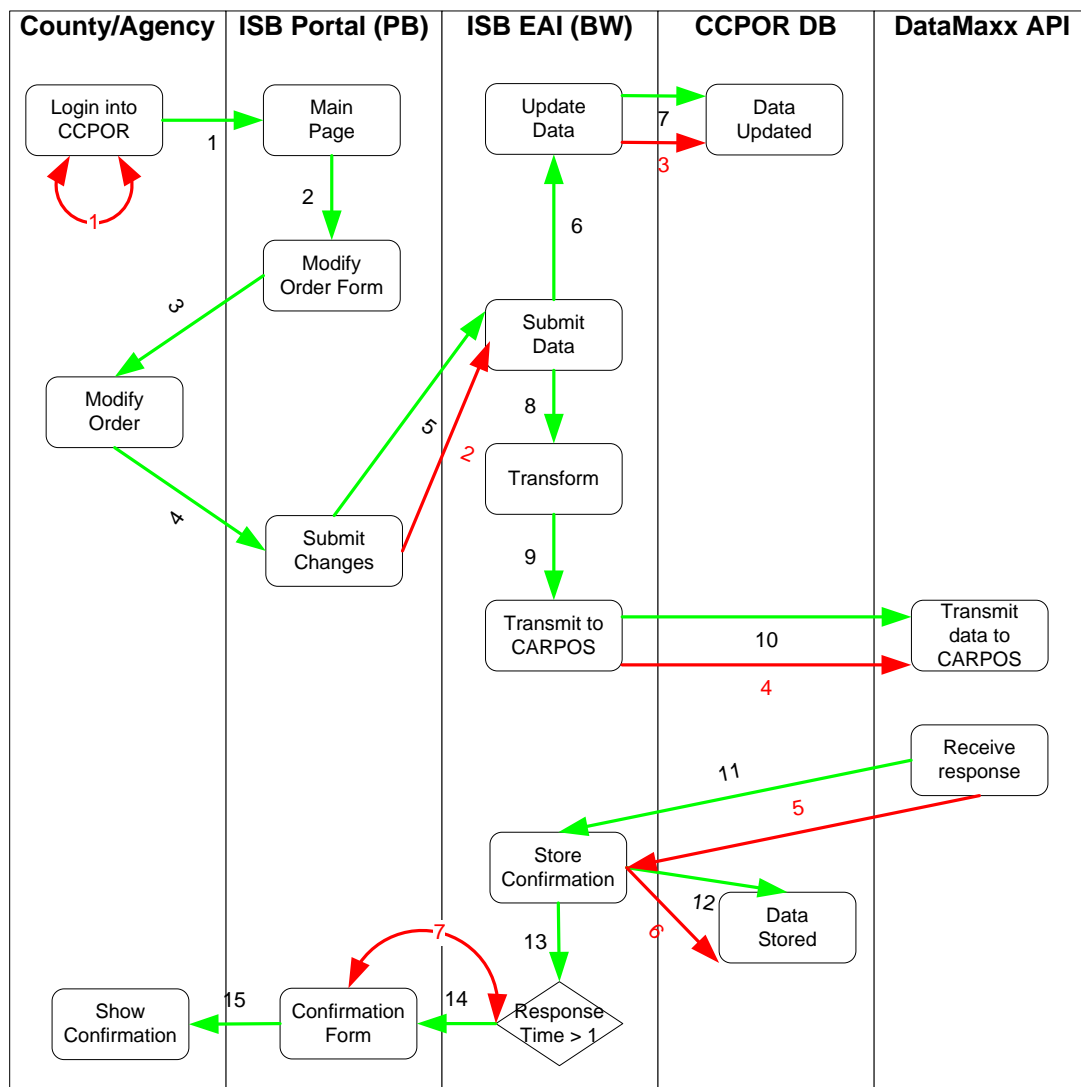 County/Agency
ISB Portal (PB)
ISB EAI (BW)
CCPOR DB
DataMaxx API
Login into
CCPOR
1
1
Main
Page
2
Modify
Order Form
3
Modify
Order
4
Submit
Changes
5
2
Update
Data
7
3
Data
Updated
6
Submit
Data
8
Transform
9
Transmit to
CARPOS
10
4
Transmit
data to
CARPOS
Receive
response
11
5
Store
Confirmation
12
6
Data
Stored
13
7
Response
Time > 1
14
Confirmation
Form
15
Show
Confirmation